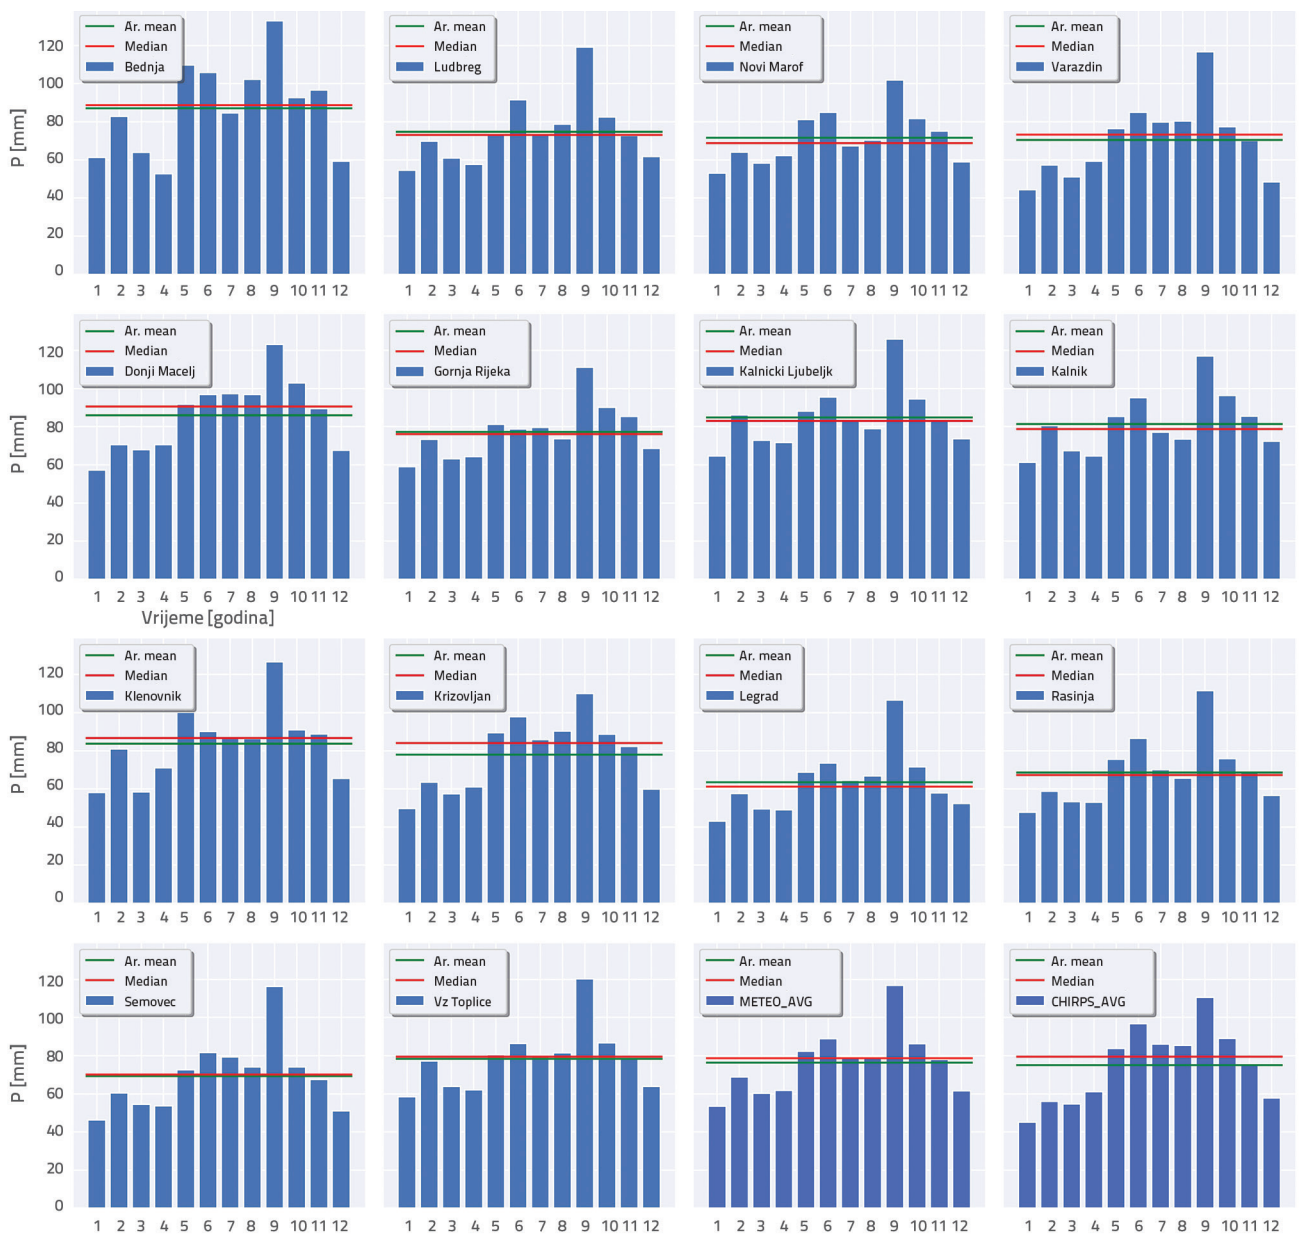 Ar. mean
Median
Bednja
Ar. mean
Median
Ludbreg
Ar. mean
Median
Novi Marof
Ar. mean
Median
Varazdin
P [mm]
120
100
80
60
40
20
0
1 2 3 4 5 6 7 8 9 10 11 12
1 2 3 4 5 6 7 8 9 10 11 12
1 2 3 4 5 6 7 8 9 10 11 12
1 2 3 4 5 6 7 8 9 10 11 12
Ar. mean
Median
Donji Macelj
Ar. mean
Median
Gornja Rijeka
Ar. mean
Median
Kalnicki Ljubeljk
Ar. mean
Median
Kalnik
P [mm]
120
100
80
60
40
20
0
1 2 3 4 5 6 7 8 9 10 11 12
1 2 3 4 5 6 7 8 9 10 11 12
1 2 3 4 5 6 7 8 9 10 11 12
1 2 3 4 5 6 7 8 9 10 11 12
Vrijeme [godina]
Ar. mean
Median
Klenovnik
Ar. mean
Median
Krizovljan
Ar. mean
Median
Legrad
Ar. mean
Median
Rasinja
P [mm]
120
100
80
60
40
20
0
1 2 3 4 5 6 7 8 9 10 11 12
1 2 3 4 5 6 7 8 9 10 11 12
1 2 3 4 5 6 7 8 9 10 11 12
1 2 3 4 5 6 7 8 9 10 11 12
Ar. mean
Median
Semovec
Ar. mean
Median
Vz Toplice
Ar. mean
Median
METEO_AVG
Ar. mean
Median
CHIRPS_AVG
P [mm]
120
100
80
60
40
20
0
1 2 3 4 5 6 7 8 9 10 11 12
1 2 3 4 5 6 7 8 9 10 11 12
1 2 3 4 5 6 7 8 9 10 11 12
1 2 3 4 5 6 7 8 9 10 11 12